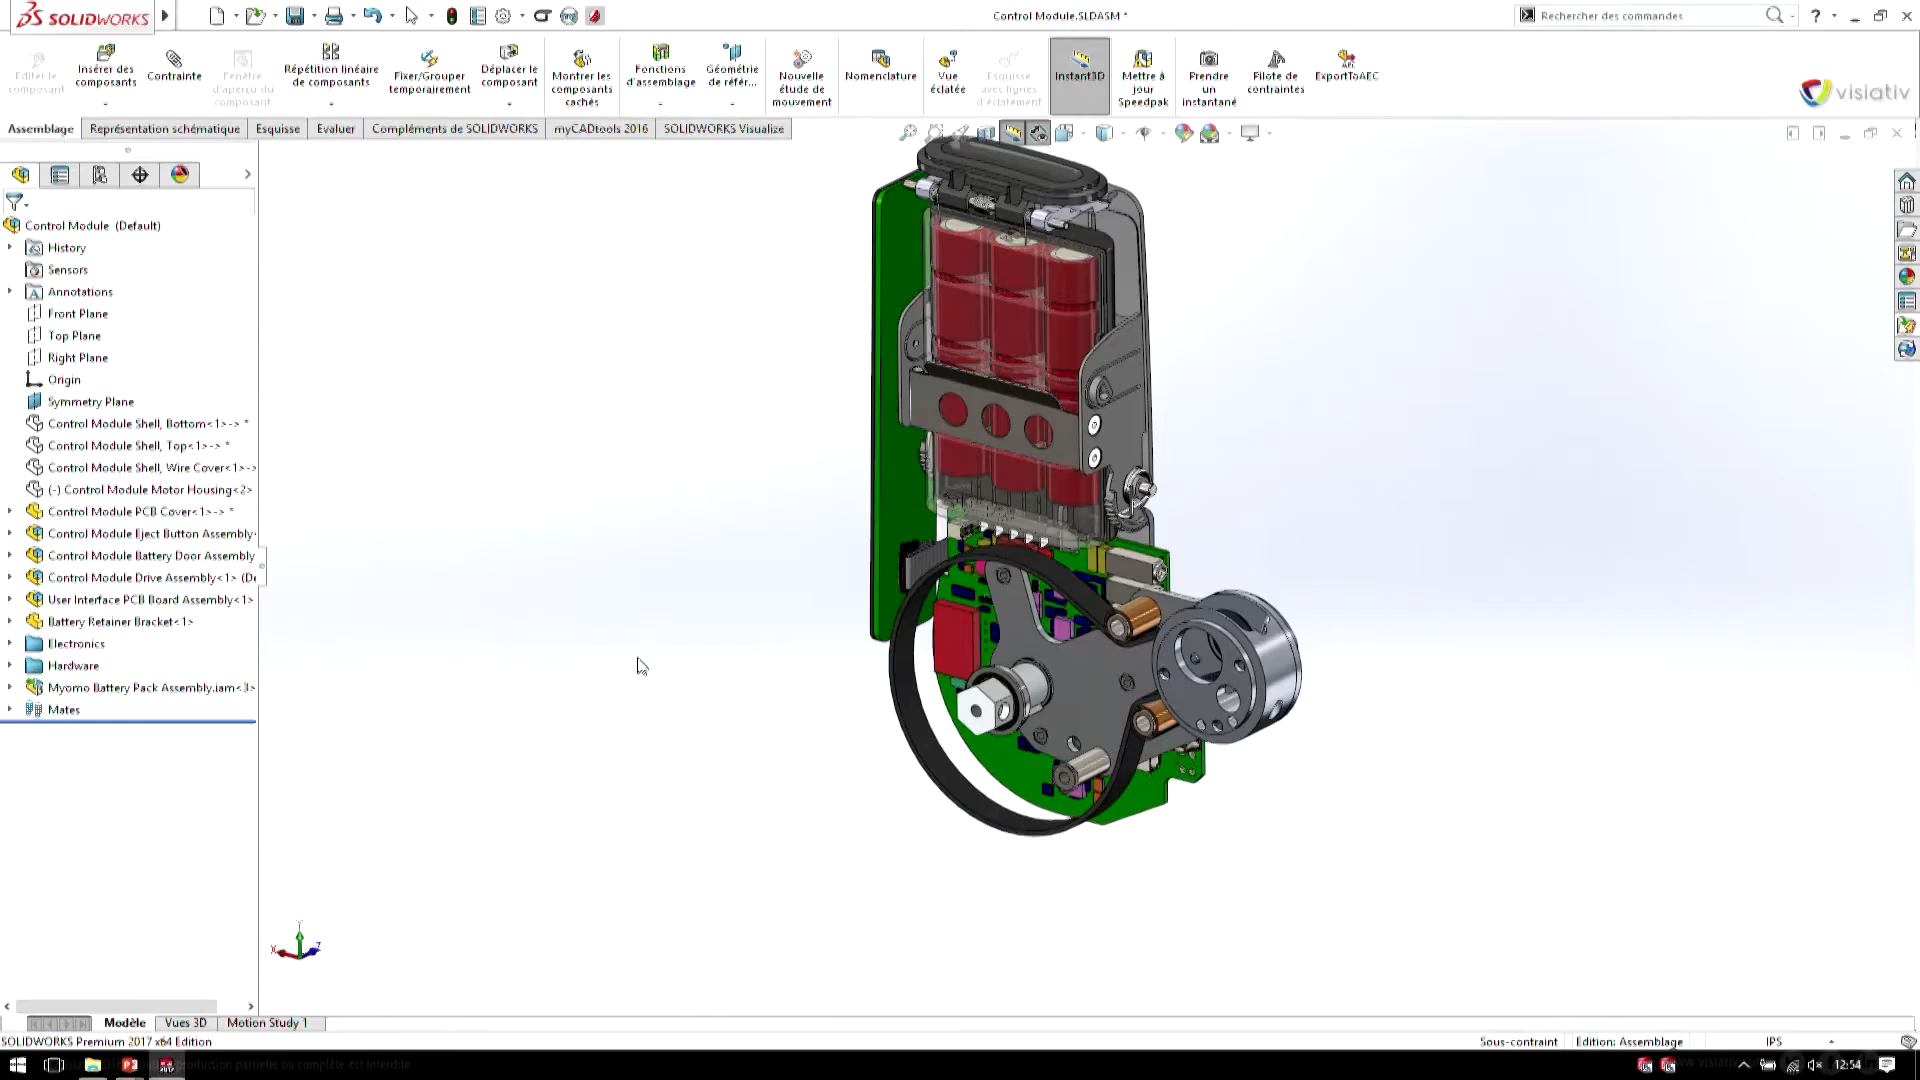 SOLIDWORKS
Control Module.SLDASM *
Rechercher des commandes
Editer le composant
Insérer des composants
Contrainte
Fenêtre d'aperçu du composant
Répétition linéaire de composants
Fixer/Grouper temporairement
Déplacer le composant
Montrer les composants cachés
Fonctions d'assemblage
Géométrie de référ...
Nouvelle étude de mouvement
Nomenclature
Vue éclatée
Esquisse avec lignes d'éclatement
Instant3D
Mettre à jour Speedpak
Prendre un instantané
Pilote de contraintes
ExportToAEC
visiativ
Assemblage
Représentation schématique
Esquisse
Evaluer
Compléments de SOLIDWORKS
myCADtools 2016
SOLIDWORKS Visualize
Control Module (Default)
History
Sensors
Annotations
Front Plane
Top Plane
Right Plane
Origin
Symmetry Plane
Control Module Shell, Bottom<1>-> *
Control Module Shell, Top<1>-> *
Control Module Shell, Wire Cover<1>->
(-) Control Module Motor Housing<2>
Control Module PCB Cover<1>-> *
Control Module Eject Button Assembly
Control Module Battery Door Assembly
Control Module Drive Assembly<1> (De
User Interface PCB Board Assembly<1>
Battery Retainer Bracket<1>
Electronics
Hardware
Myomo Battery Pack Assembly.iam<3>
Mates
Y
X
Z
Modèle
Vues 3D
Motion Study 1
SOLIDWORKS Premium 2017 x64 Edition
Sous-contraint
Edition: Assemblage
IPS
12:54